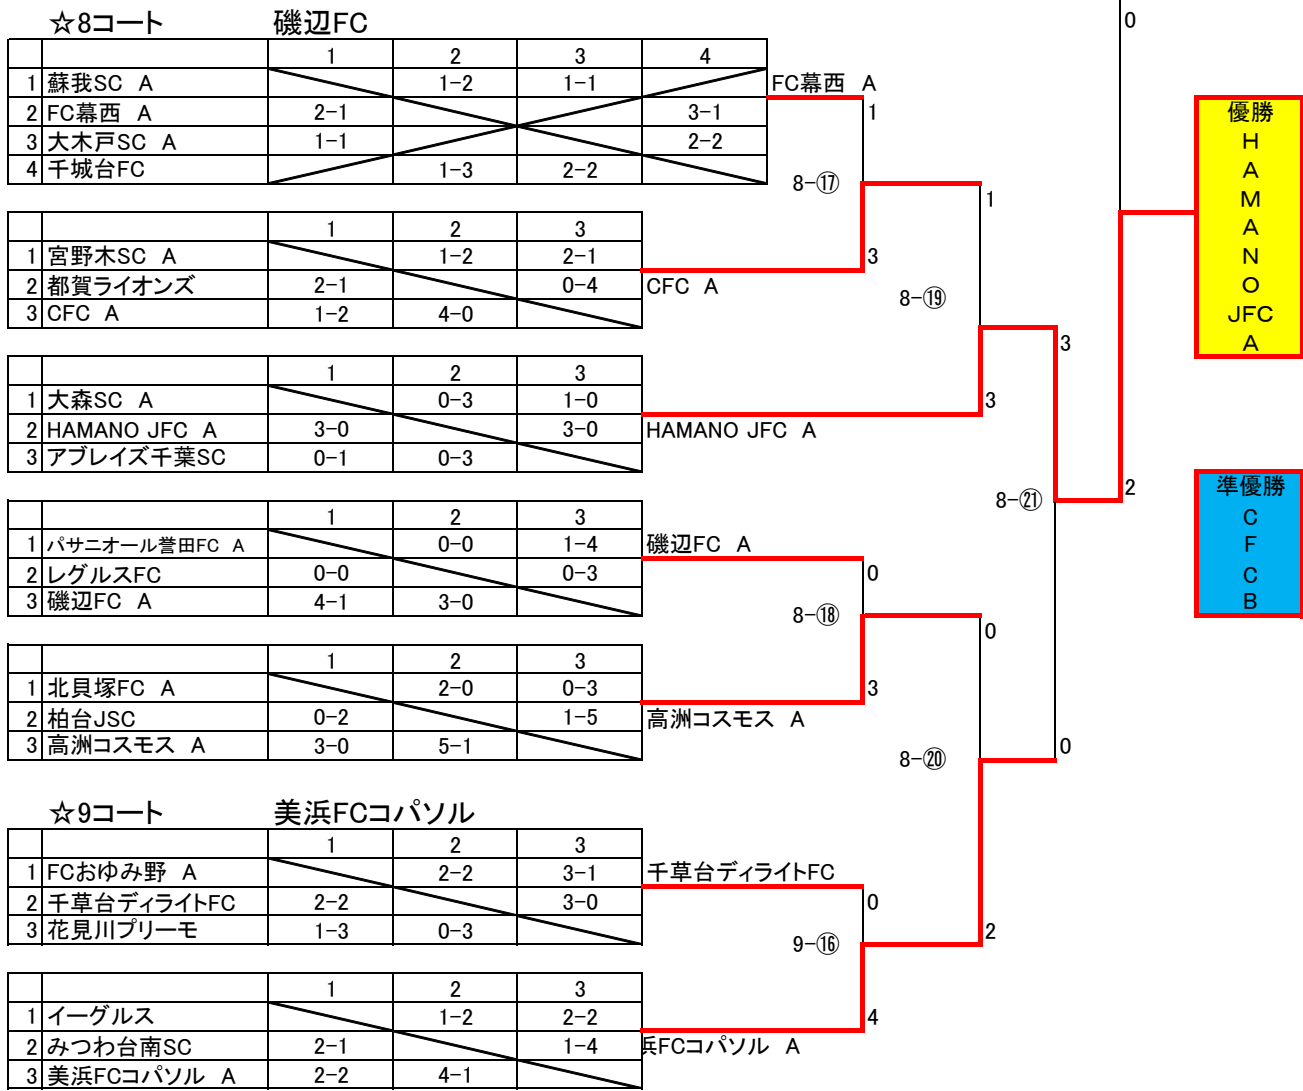 ☆8コート 磯辺FC
0
1 2 3 4
1 蘇我SC A 1-2 1-1
FC幕西 A
2 FC幕西 A 2-1 3-1
1
3 大木戸SC A 1-1 2-2
4 千城台FC 1-3 2-2
8-⑰
1
1 2 3
1 宮野木SC A 1-2 2-1
3
2 都賀ライオンズ 2-1 0-4
CFC A
3 CFC A 1-2 4-0
8-⑲
3
1 2 3
1 大森SC A 0-3 1-0
3
2 HAMANO JFC A 3-0 3-0
HAMANO JFC A
3 アブレイズ千葉SC 0-1 0-3
優勝
H
A
M
A
N
O
JFC
A
8-㉑
2
1 2 3
1 パサニオール誉田FC A 0-0 1-4
磯辺FC A
2 レグルスFC 0-0 0-3
0
3 磯辺FC A 4-1 3-0
8-⑱
0
準優勝
C
F
C
B
1 2 3
1 北貝塚FC A 2-0 0-3
3
2 柏台JSC 0-2 1-5
高洲コスモス A
3 高洲コスモス A 3-0 5-1
8-⑳
0
☆9コート 美浜FCコパソル
1 2 3
1 FCおゆみ野 A 2-2 3-1
千草台ディライトFC
2 千草台ディライトFC 2-2 3-0
0
3 花見川プリーモ 1-3 0-3
9-⑯
2
1 2 3
1 イーグルス 1-2 2-2
4
2 みつわ台南SC 2-1 1-4
浜FCコパソル A
3 美浜FCコパソル A 2-2 4-1